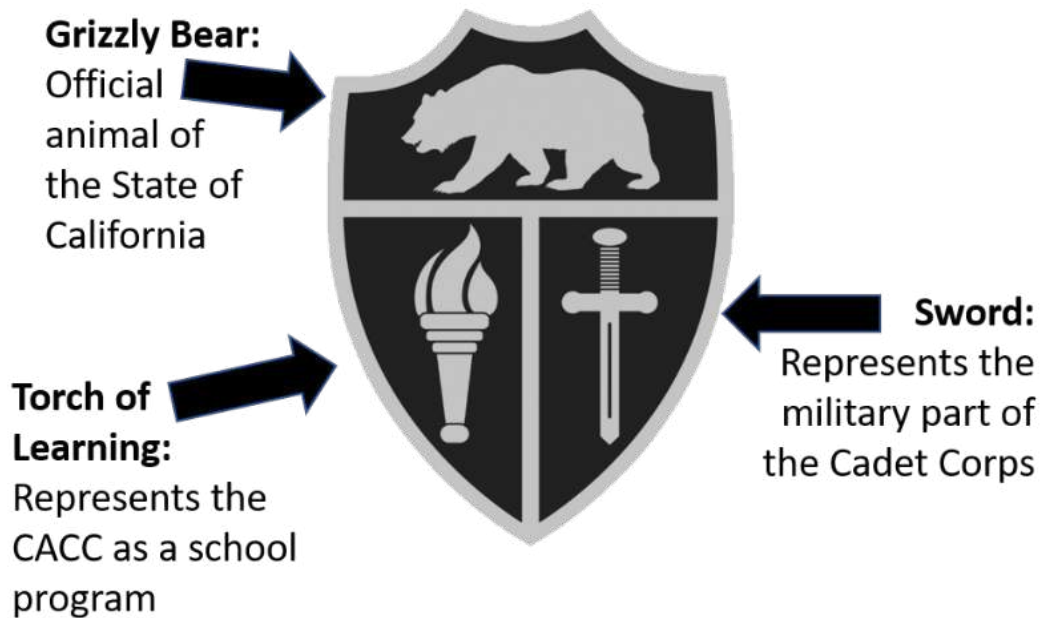 Grizzly Bear:
Official
animal of
the State of
California
Torch of
Learning:
Represents the
CACC as a school
program
Sword:
Represents the
military part of
the Cadet Corps